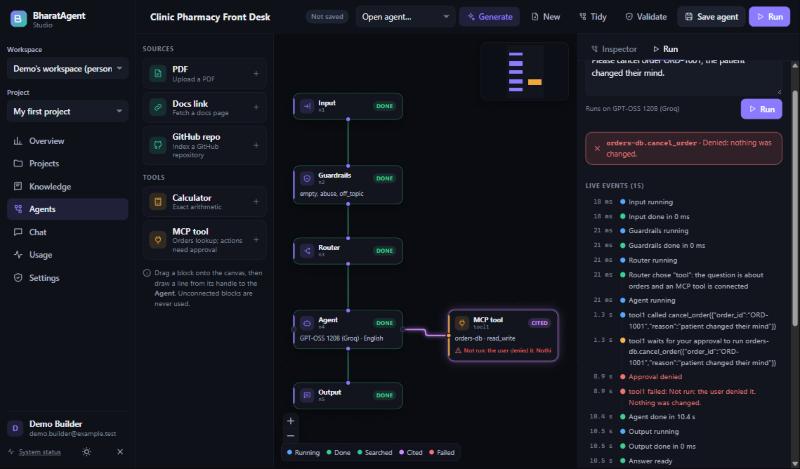 BharatAgent
Studio
Workspace
Demo's workspace (person
Project
My first project
Overview
Projects
Knowledge
Agents
Chat
Usage
Settings
Demo Builder
demo.builder@example.test
System status
Clinic Pharmacy Front Desk
Not saved
Open agent...
Generate
New
Tidy
Validate
Save agent
Run
SOURCES
PDF
Upload a PDF
Docs link
Fetch a docs page
GitHub repo
Index a GitHub
repository
TOOLS
Calculator
Exact arithmetic
MCP tool
Orders lookup; actions
need approval
Drag a block onto the canvas, then
draw a line from its handle to the
Agent. Unconnected blocks are
never used.
Input
DONE
Guardrails
DONE
empty, abuse, off_topic
Router
DONE
Agent
DONE
GPT-OSS 120B (Groq) · English
MCP tool
tool1
CITED
orders-db · read_write
Not run: the user denied it. Nothi
Output
DONE
Running
Done
Searched
Cited
Failed
Inspector
Run
Please cancel order ORD-1001, the patient
changed their mind.
Runs on GPT-OSS 120B (Groq)
Run
orders-db.cancel_order - Denied: nothing was
changed.
LIVE EVENTS (15)
18 ms Input running
18 ms Input done in 0 ms
21 ms Guardrails running
21 ms Guardrails done in 0 ms
21 ms Router running
21 ms Router chose "tool": the question is about
orders and an MCP tool is connected
21 ms Agent running
1.3 s tool1 called cancel_order({"order_id":"ORD-
1001","reason":"patient changed their mind"})
1.3 s tool1 waits for your approval to run orders-
db.cancel_order({"order_id":"ORD-
1001","reason":"patient changed their mind"})
8.9 s Approval denied
8.9 s tool1 failed: Not run: the user denied it.
Nothing was changed.
10.4 s Agent done in 10.4 s
10.5 s Output running
10.5 s Output done in 0 ms
10.5 s Answer ready